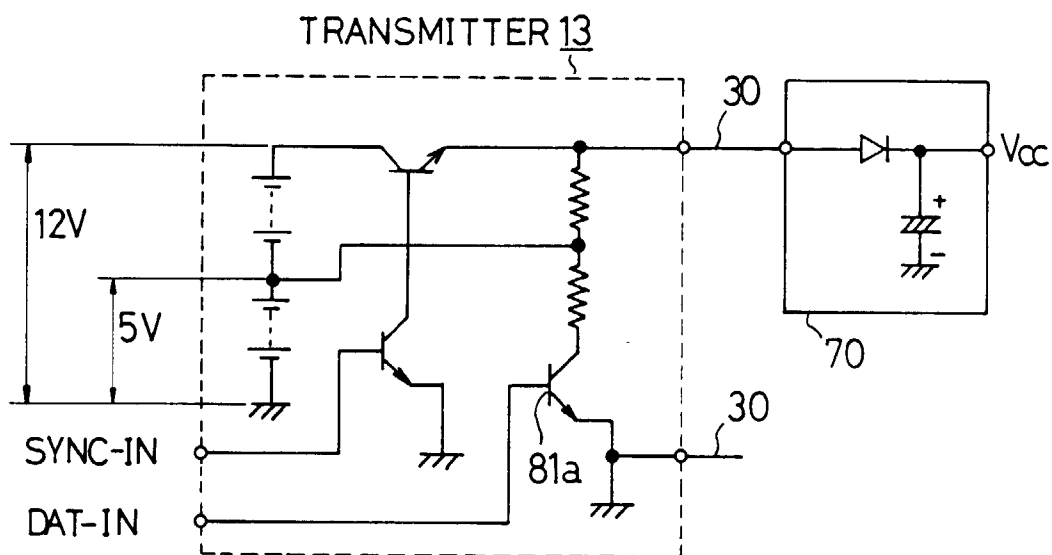 TRANSMITTER 13
30
VCC
12V
5V
70
30
SYNC-IN
81a
DAT-IN
+
-